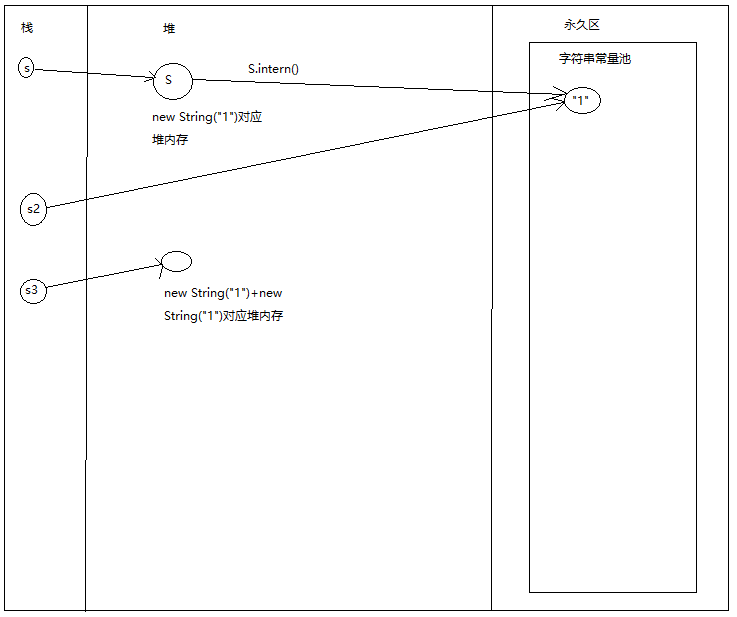 栈
堆
永久区
字符串常量池
s
S
S.intern()
"1"
new String("1")对应
堆内存
s2
s3
new String("1")+new
String("1")对应堆内存